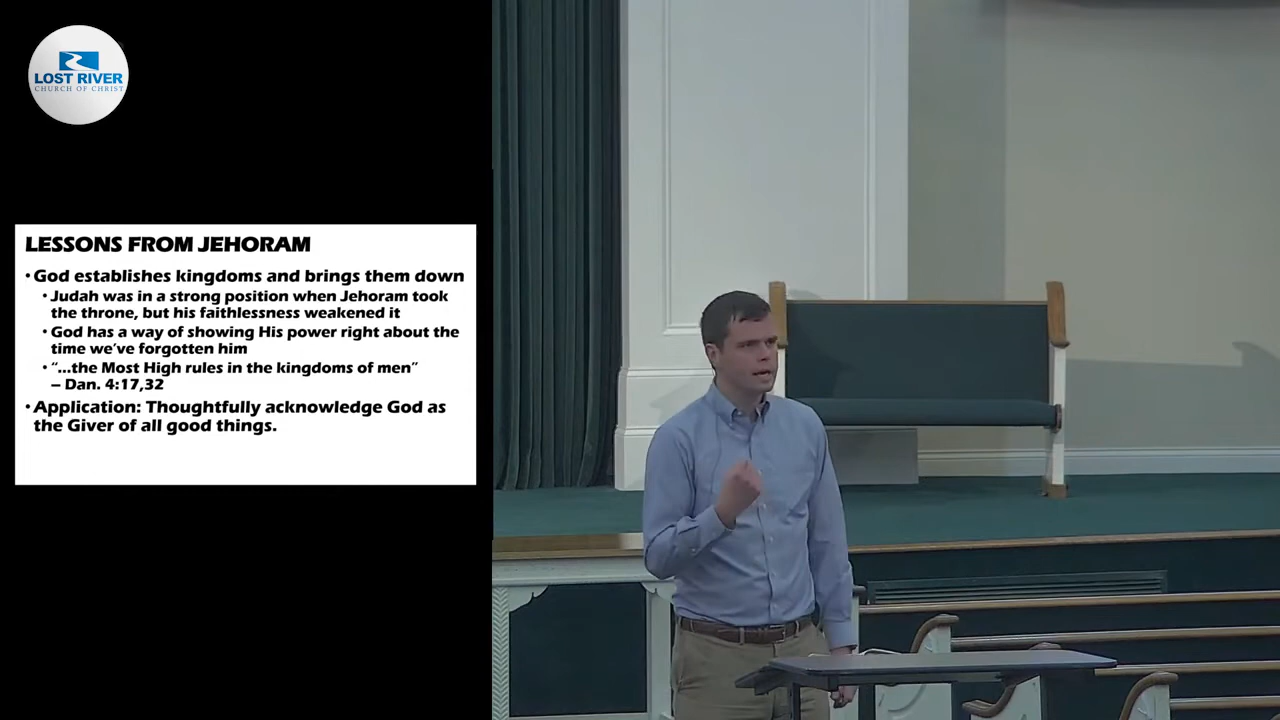 LOST RIVER
CHURCH OF CHRIST
LESSONS FROM JEHORAM
• God establishes kingdoms and brings them down
• Judah was in a strong position when Jehoram took
the throne, but his faithlessness weakened it
• God has a way of showing His power right about the
time we've forgotten him
• "...the Most High rules in the kingdoms of men"
– Dan. 4:17,32
• Application: Thoughtfully acknowledge God as
the Giver of all good things.